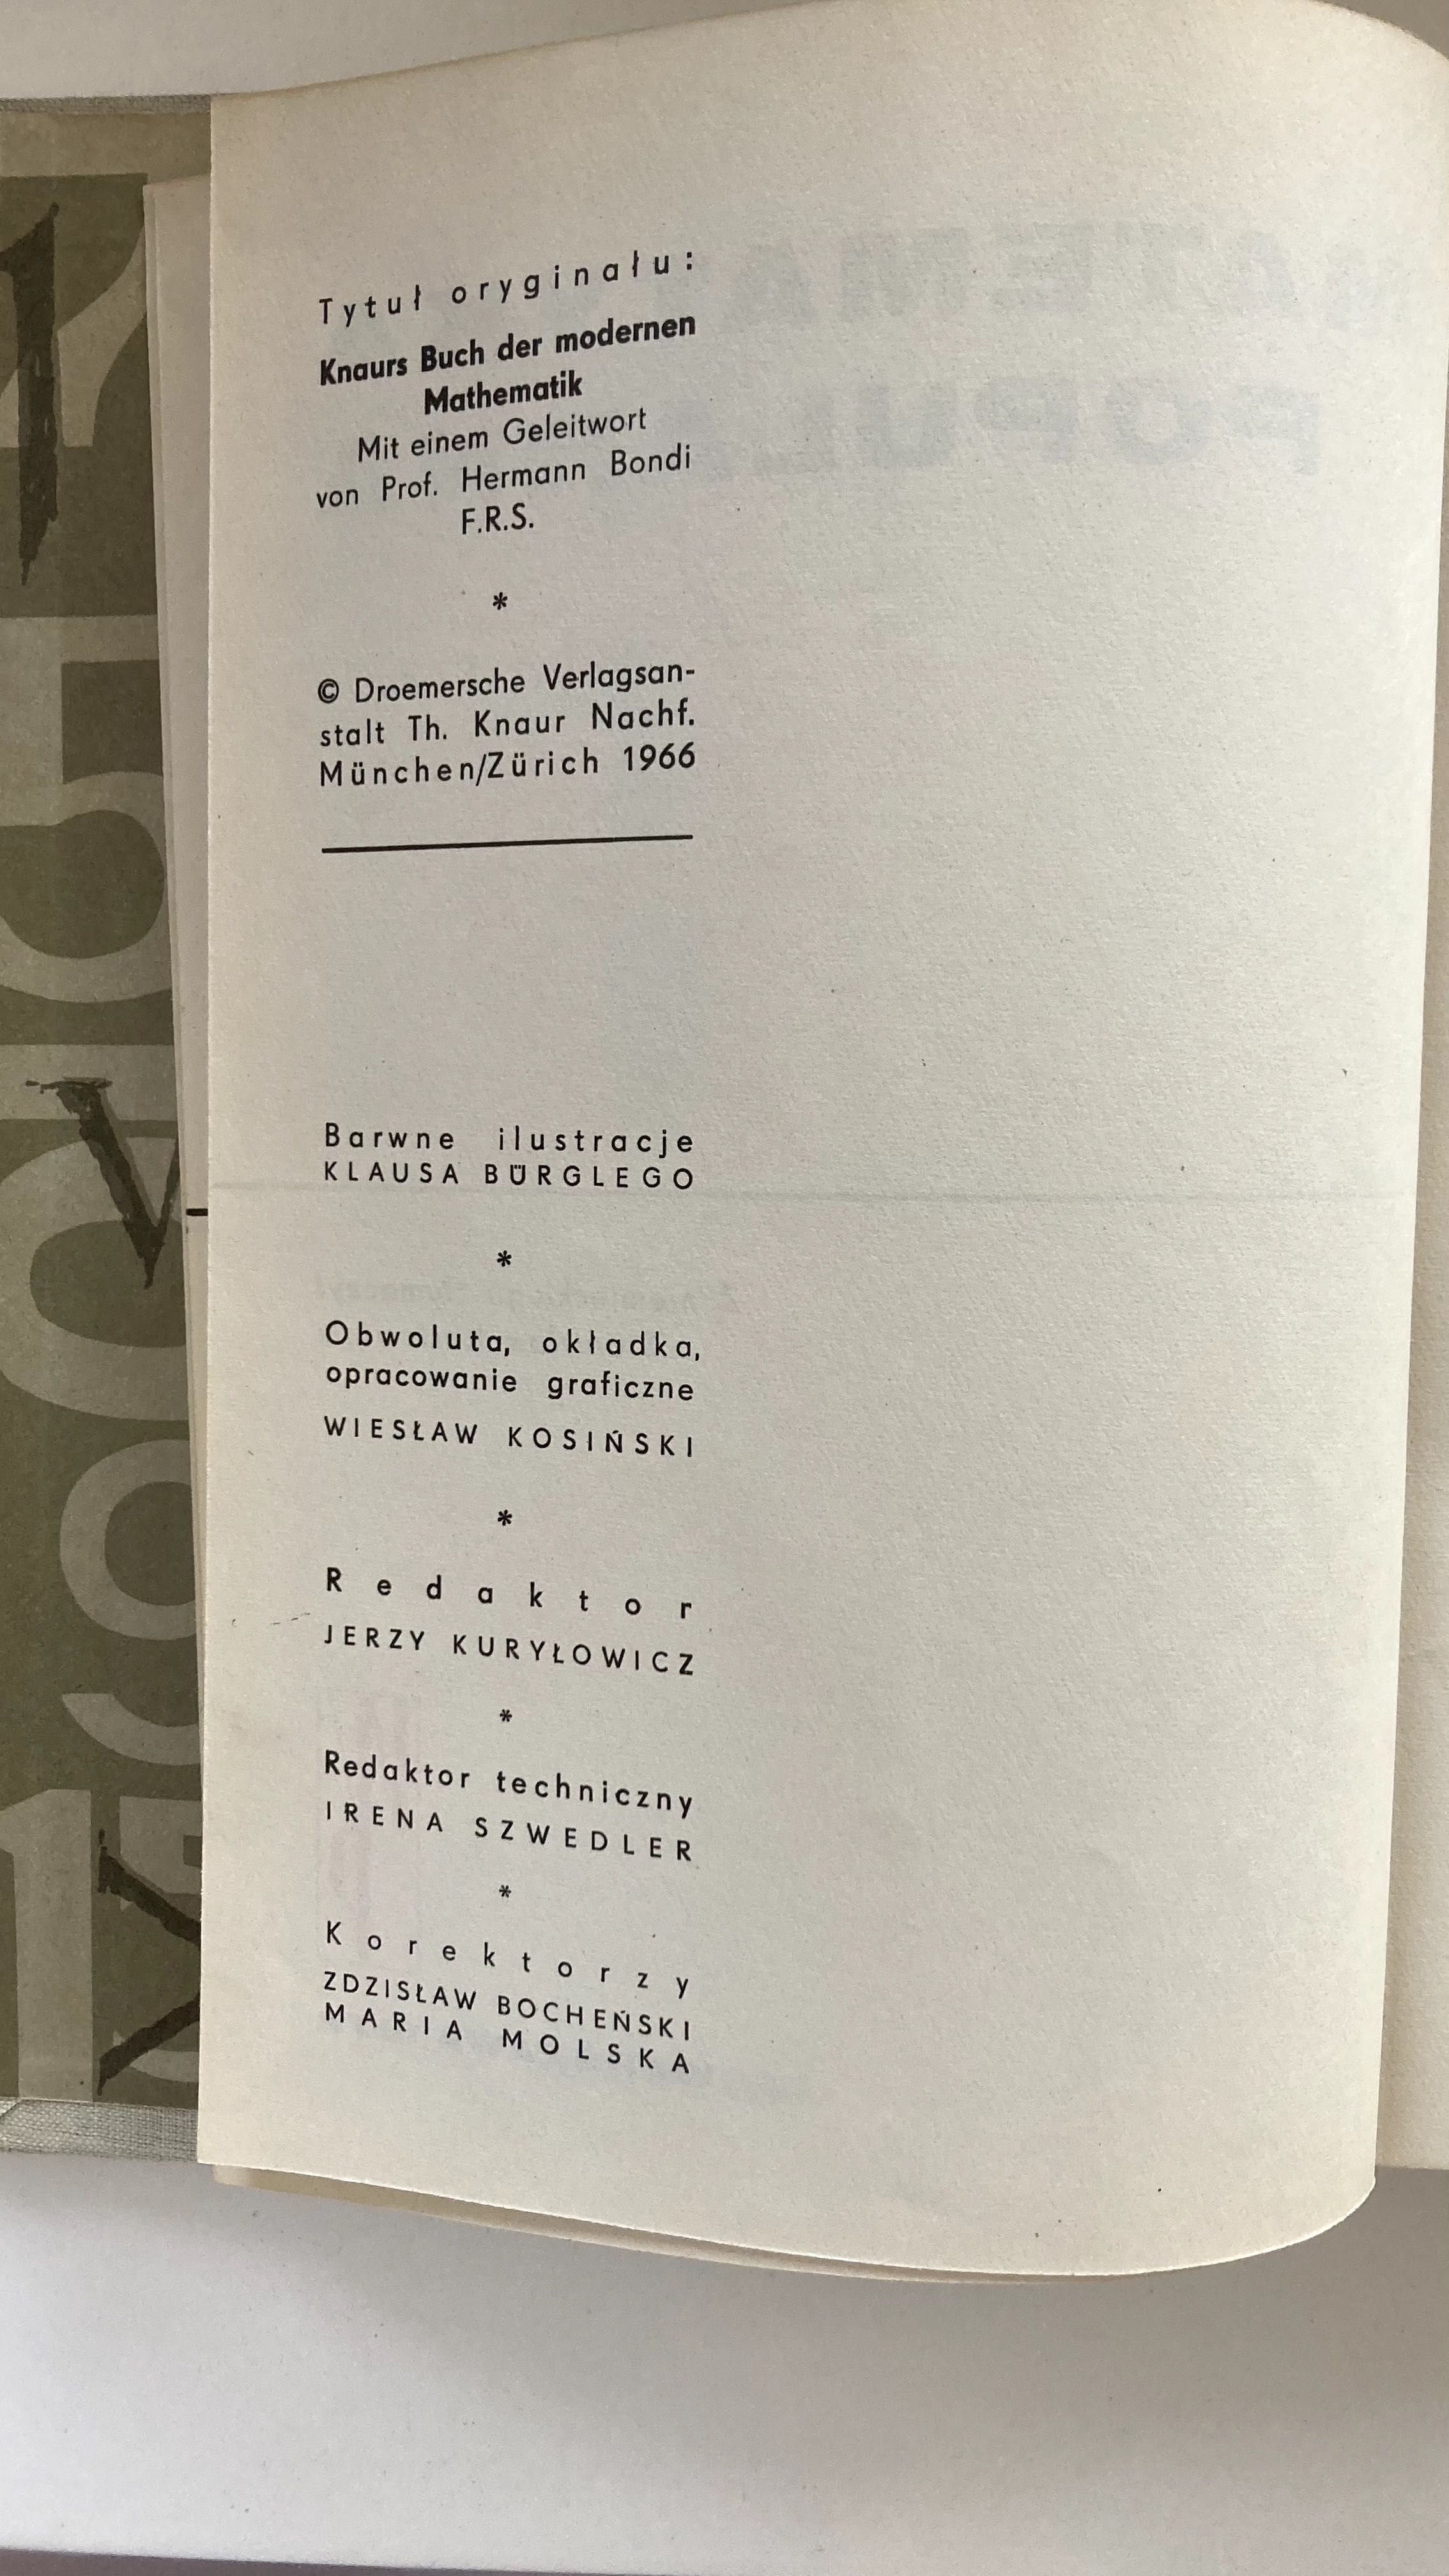 Tytuł oryginału:
Knaurs Buch der modernen
Mathematik
Mit einem Geleitwort
von Prof. Hermann Bondi
F.R.S.
*
© Droemersche Verlagsan-
stalt Th. Knaur Nachf.
München/Zürich 1966
Barwne ilustracje
KLAUSA BÜRGLEGO
*
Obwoluta, okładka,
opracowanie graficzne
WIESŁAW KOSIŃSKI
*
Redaktor
JERZY KURYŁOWICZ
*
Redaktor techniczny
IRENA SZWEDLER
*
Korektorzy
ZDZISŁAW BOCHEŃSKI
MARIA MOLSKA